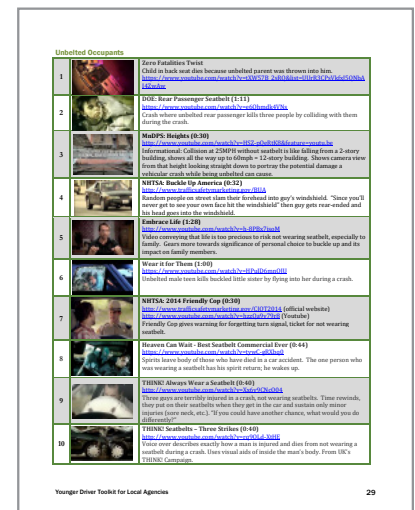 Unbelted Occupants
1
Zero Fatalities Twist
Child in back seat dies because unbelted parent was thrown into him.
2
DOE: Rear Passenger Seatbelt (1:11)
Crash where unbelted rear passenger kills three people by colliding with them
during the crash.
3
MnDPS: Heights (0:30)
Informational: Collision at 25MPH without seatbelt is like falling from a 2-story
building, shows all the way up to 60mph = 12-story building. Shows camera view
from that height looking straight down to portray the potential damage a
vehicular crash while being unbelted can cause.
4
NHTSA: Buckle Up America (0:32)
http://www.trafficsafetymarketing.gov/BUA
Random people on street slam their forehead into guy's windshield. "Since you'll
never get to see your own face hit the windshield" then guy gets rear-ended and
his head goes into the windshield.
5
Embrace Life (1:28)
Video conveying that life is too precious to risk not wearing seatbelt, especially to
family. Gears more towards significance of personal choice to buckle up and its
impact on family members.
6
Wear it for Them (1:00)
Unbelted male teen kills buckled little sister by flying into her during a crash.
7
NHTSA: 2014 Friendly Cop (0:30)
http://www.trafficsafetymarketing.gov/CIOT2014 (official website)
(Youtube)
Friendly Cop gives warning for forgetting turn signal, ticket for not wearing
seatbelt.
8
Heaven Can Wait - Best Seatbelt Commercial Ever (0:44)
Spirits leave body of those who have died in a car accident. The one person who
was wearing a seatbelt has his spirit return; he wakes up.
9
THINK! Always Wear a Seatbelt (0:40)
Three guys are terribly injured in a crash, not wearing seatbelts. Time rewinds,
they put on their seatbelts when they get in the car and sustain only minor
injuries (sore neck, etc.). "If you could have another chance, what would you do
differently?"
10
THINK! Seatbelts – Three Strikes (0:40)
Voice over describes exactly how a man is injured and dies from not wearing a
seatbelt during a crash. Uses visual aids of inside the man's body. From UK's
THINK! Campaign.
Younger Driver Toolkit for Local Agencies
29